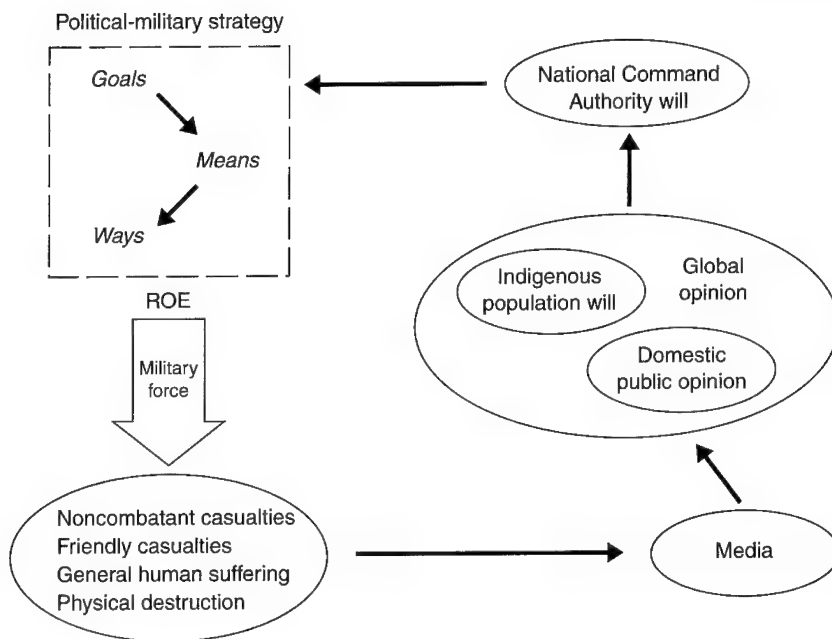 Political-military strategy
Goals
Means
Ways
ROE
Military
force
Noncombatant casualties
Friendly casualties
General human suffering
Physical destruction
Media
Global
opinion
Indigenous
population will
Domestic
public opinion
National Command
Authority will